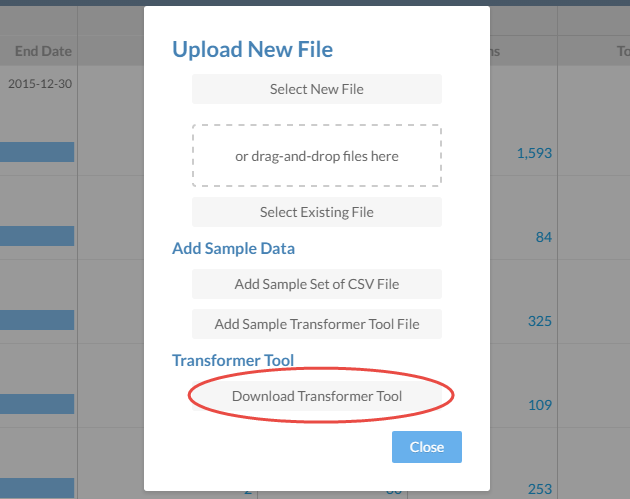 Upload New File
End Date
ns
To
2015-12-30
Select New File
or drag-and-drop files here
1,593
Select Existing File
84
Add Sample Data
Add Sample Set of CSV File
Add Sample Transformer Tool File
325
Transformer Tool
Download Transformer Tool
109
Close
253